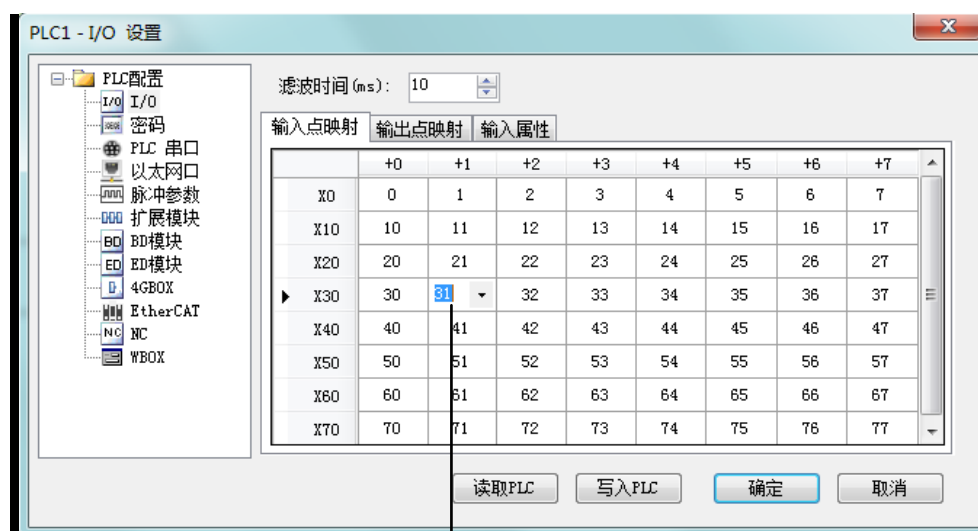 PLC1 - I/O 设置
PLC配置
I/O
密码
PLC 串口
以太网口
脉冲参数
扩展模块
BD模块
ED模块
4GBOX
EtherCAT
NC
WBOX
滤波时间(ms): 10
输入点映射 输出点映射 输入属性
+0 +1 +2 +3 +4 +5 +6 +7
X0 0 1 2 3 4 5 6 7
X10 10 11 12 13 14 15 16 17
X20 20 21 22 23 24 25 26 27
X30 30 31 32 33 34 35 36 37
X40 40 41 42 43 44 45 46 47
X50 50 51 52 53 54 55 56 57
X60 60 61 62 63 64 65 66 67
X70 70 71 72 73 74 75 76 77
读取PLC 写入PLC 确定 取消